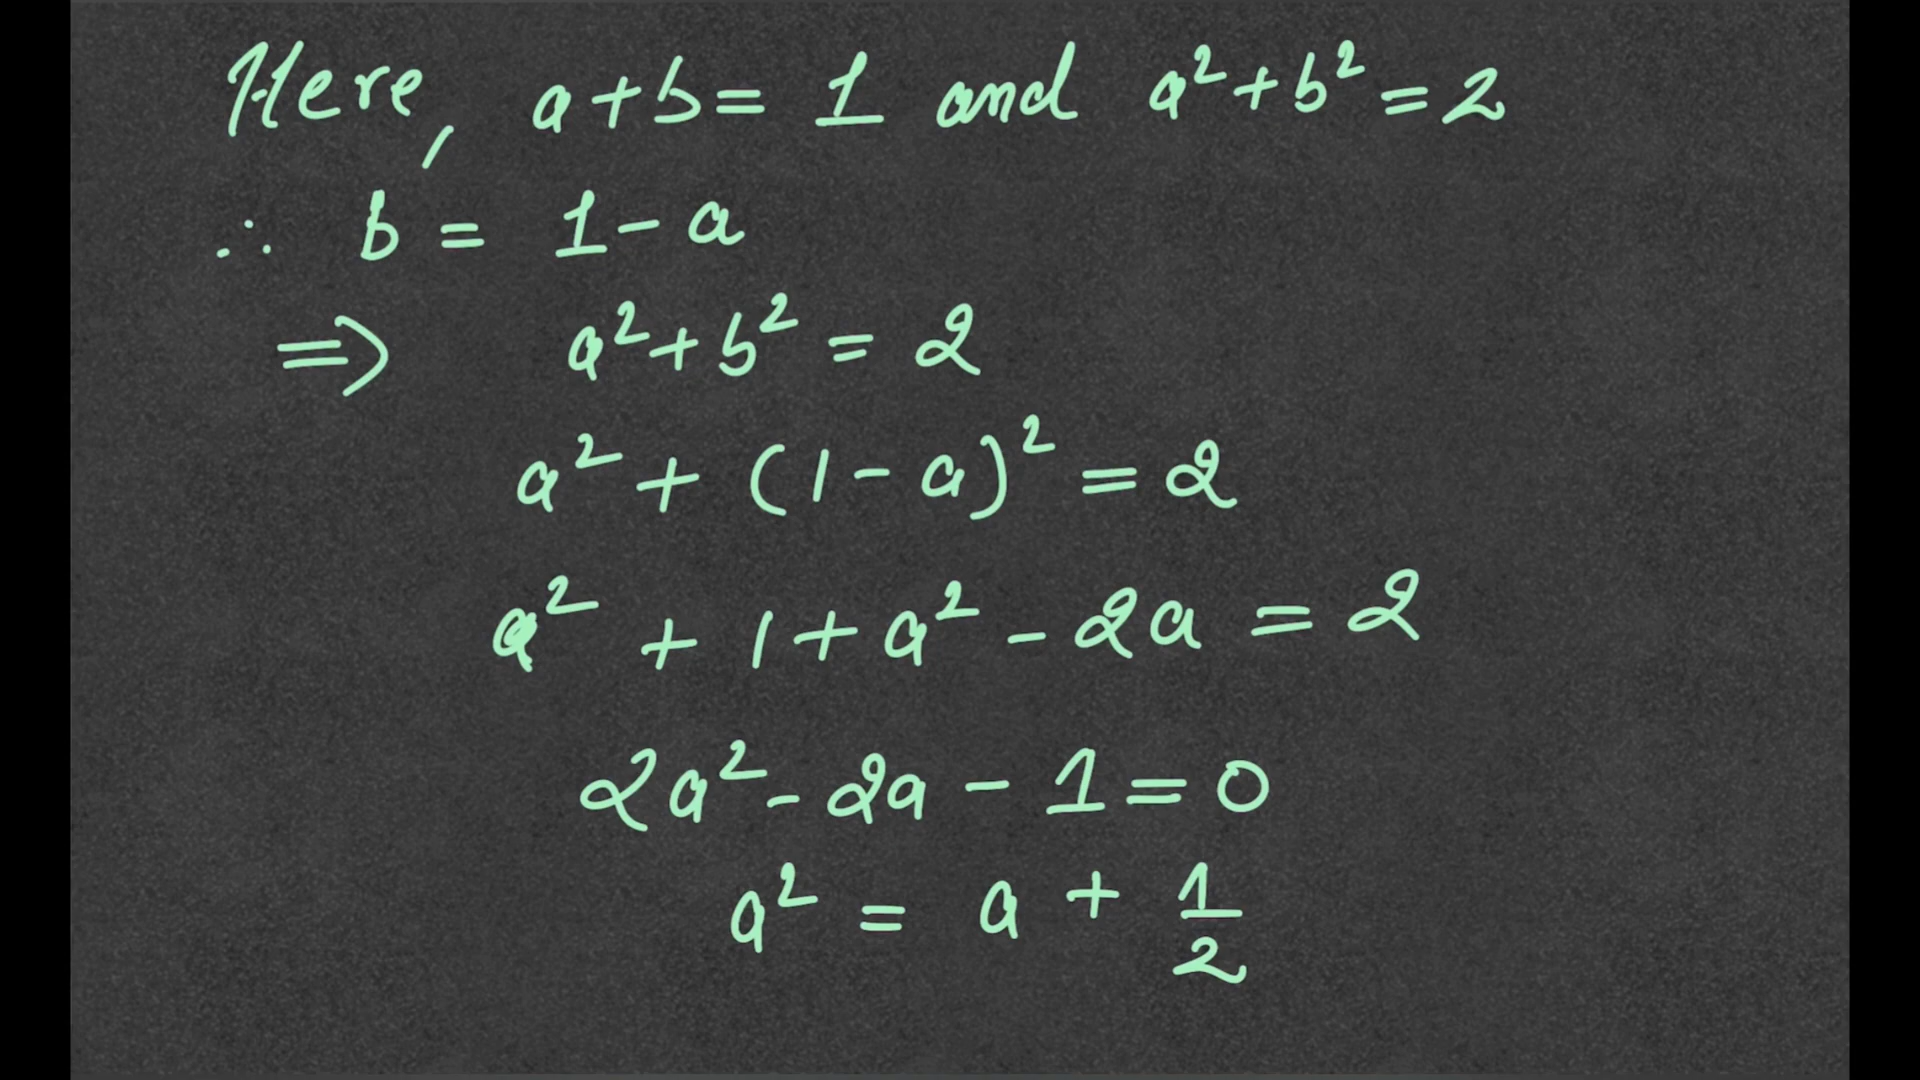 Here, a+b= 1 and a²+b²=2
∴ b = 1-a
⇒ a²+b² = 2
a² + (1-a)² = 2
a² + 1 + a² - 2a = 2
2a² - 2a - 1 = 0
a² = a + 1/2